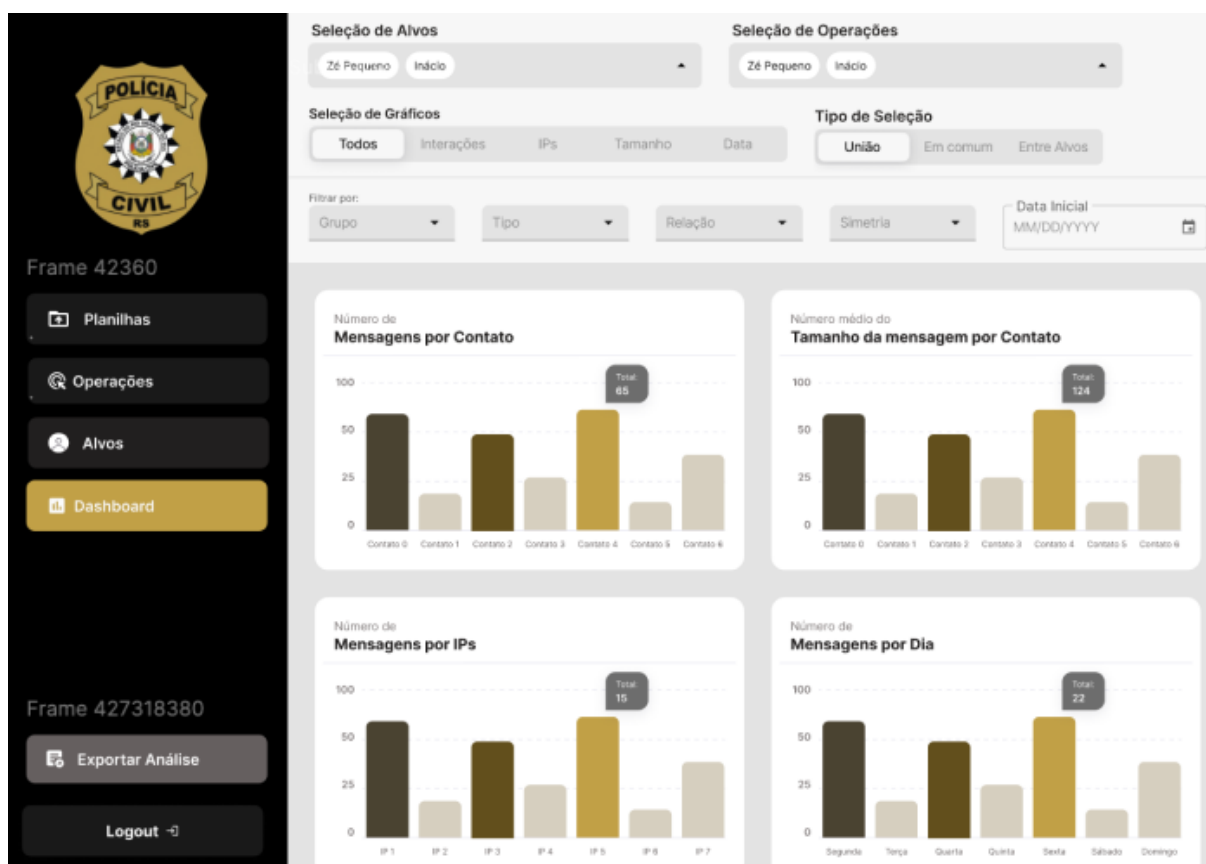 POLÍCIA
CIVIL
RS
Frame 42360
Planilhas
Operações
Alvos
Dashboard
Frame 427318380
Exportar Análise
Logout
Seleção de Alvos
Zé Pequeno Inácio
Seleção de Operações
Zé Pequeno Inácio
Seleção de Gráficos
Todos Interações IPs Tamanho Data
Tipo de Seleção
União Em comum Entre Alvos
Filtrar por:
Grupo Tipo Relação Simetria
Data Inicial
MM/DD/YYYY
Número de
Mensagens por Contato
Total:
65
100
50
25
0
Contato 0 Contato 1 Contato 2 Contato 3 Contato 4 Contato 5 Contato 6
Número médio do
Tamanho da mensagem por Contato
Total:
124
100
50
25
0
Contato 0 Contato 1 Contato 2 Contato 3 Contato 4 Contato 5 Contato 6
Número de
Mensagens por IPs
Total:
15
100
50
25
0
IP 1 IP 2 IP 3 IP 4 IP 5 IP 6 IP 7
Número de
Mensagens por Dia
Total:
22
100
50
25
0
Segunda Terça Quarta Quinta Sexta Sábado Domingo